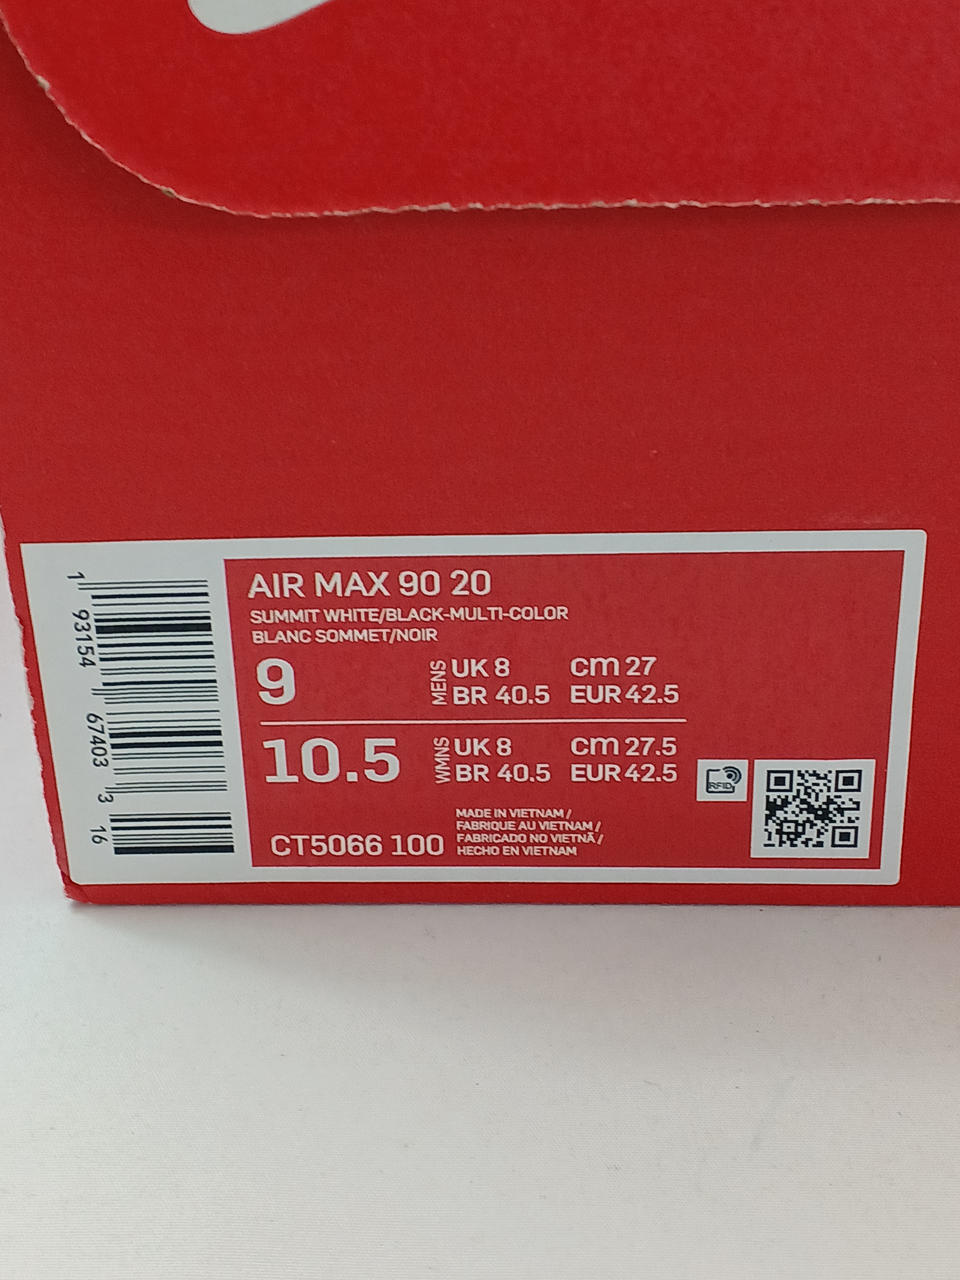 AIR MAX 90 20
SUMMIT WHITE/BLACK-MULTI-COLOR
BLANC SOMMET/NOIR
9 MENS UK 8 cm 27
BR 40.5 EUR 42.5
10.5 WMNS UK 8 cm 27.5
BR 40.5 EUR 42.5
MADE IN VIETNAM /
FABRIQUE AU VIETNAM /
FABRICADO NO VIETNÃ /
HECHO EN VIETNAM
CT5066 100
RFID
1 93154 67403 3 16